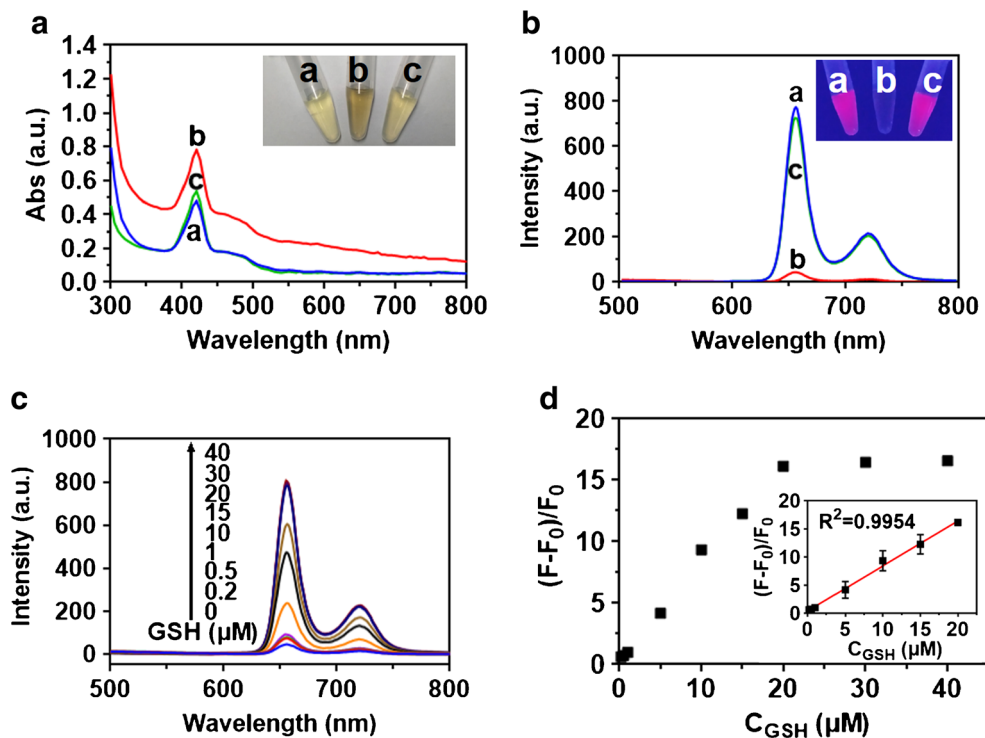 a
1.4
1.2
1.0
0.8
0.6
0.4
0.2
0.0
Abs (a.u.)
a b c
b
c
a
300 400 500 600 700 800
Wavelength (nm)
b
1000
800
600
400
200
0
Intensity (a.u.)
a b c
a
c
b
500 600 700 800
Wavelength (nm)
c
1000
800
600
400
200
0
Intensity (a.u.)
40
30
20
15
10
1
0.5
0.2
0
GSH (µM)
500 600 700 800
Wavelength (nm)
d
20
15
10
5
0
(F-F0)/F0
0 10 20 30 40
CGSH (µM)
20
15
10
5
0
(F-F0)/F0
R2=0.9954
0 5 10 15 20
CGSH (µM)